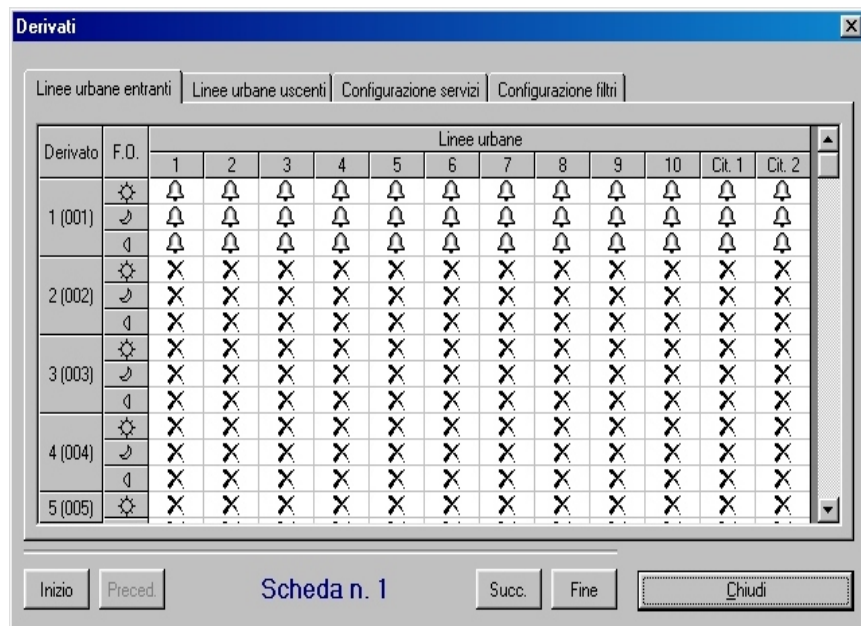 Derivati
Linee urbane entranti Linee urbane uscenti Configurazione servizi Configurazione filtri
Derivato F.O. Linee urbane
1 2 3 4 5 6 7 8 9 10 Cit. 1 Cit. 2
1 (001)
2 (002)
3 (003)
4 (004)
5 (005)
Inizio Preced. Scheda n. 1 Succ. Fine Chiudi